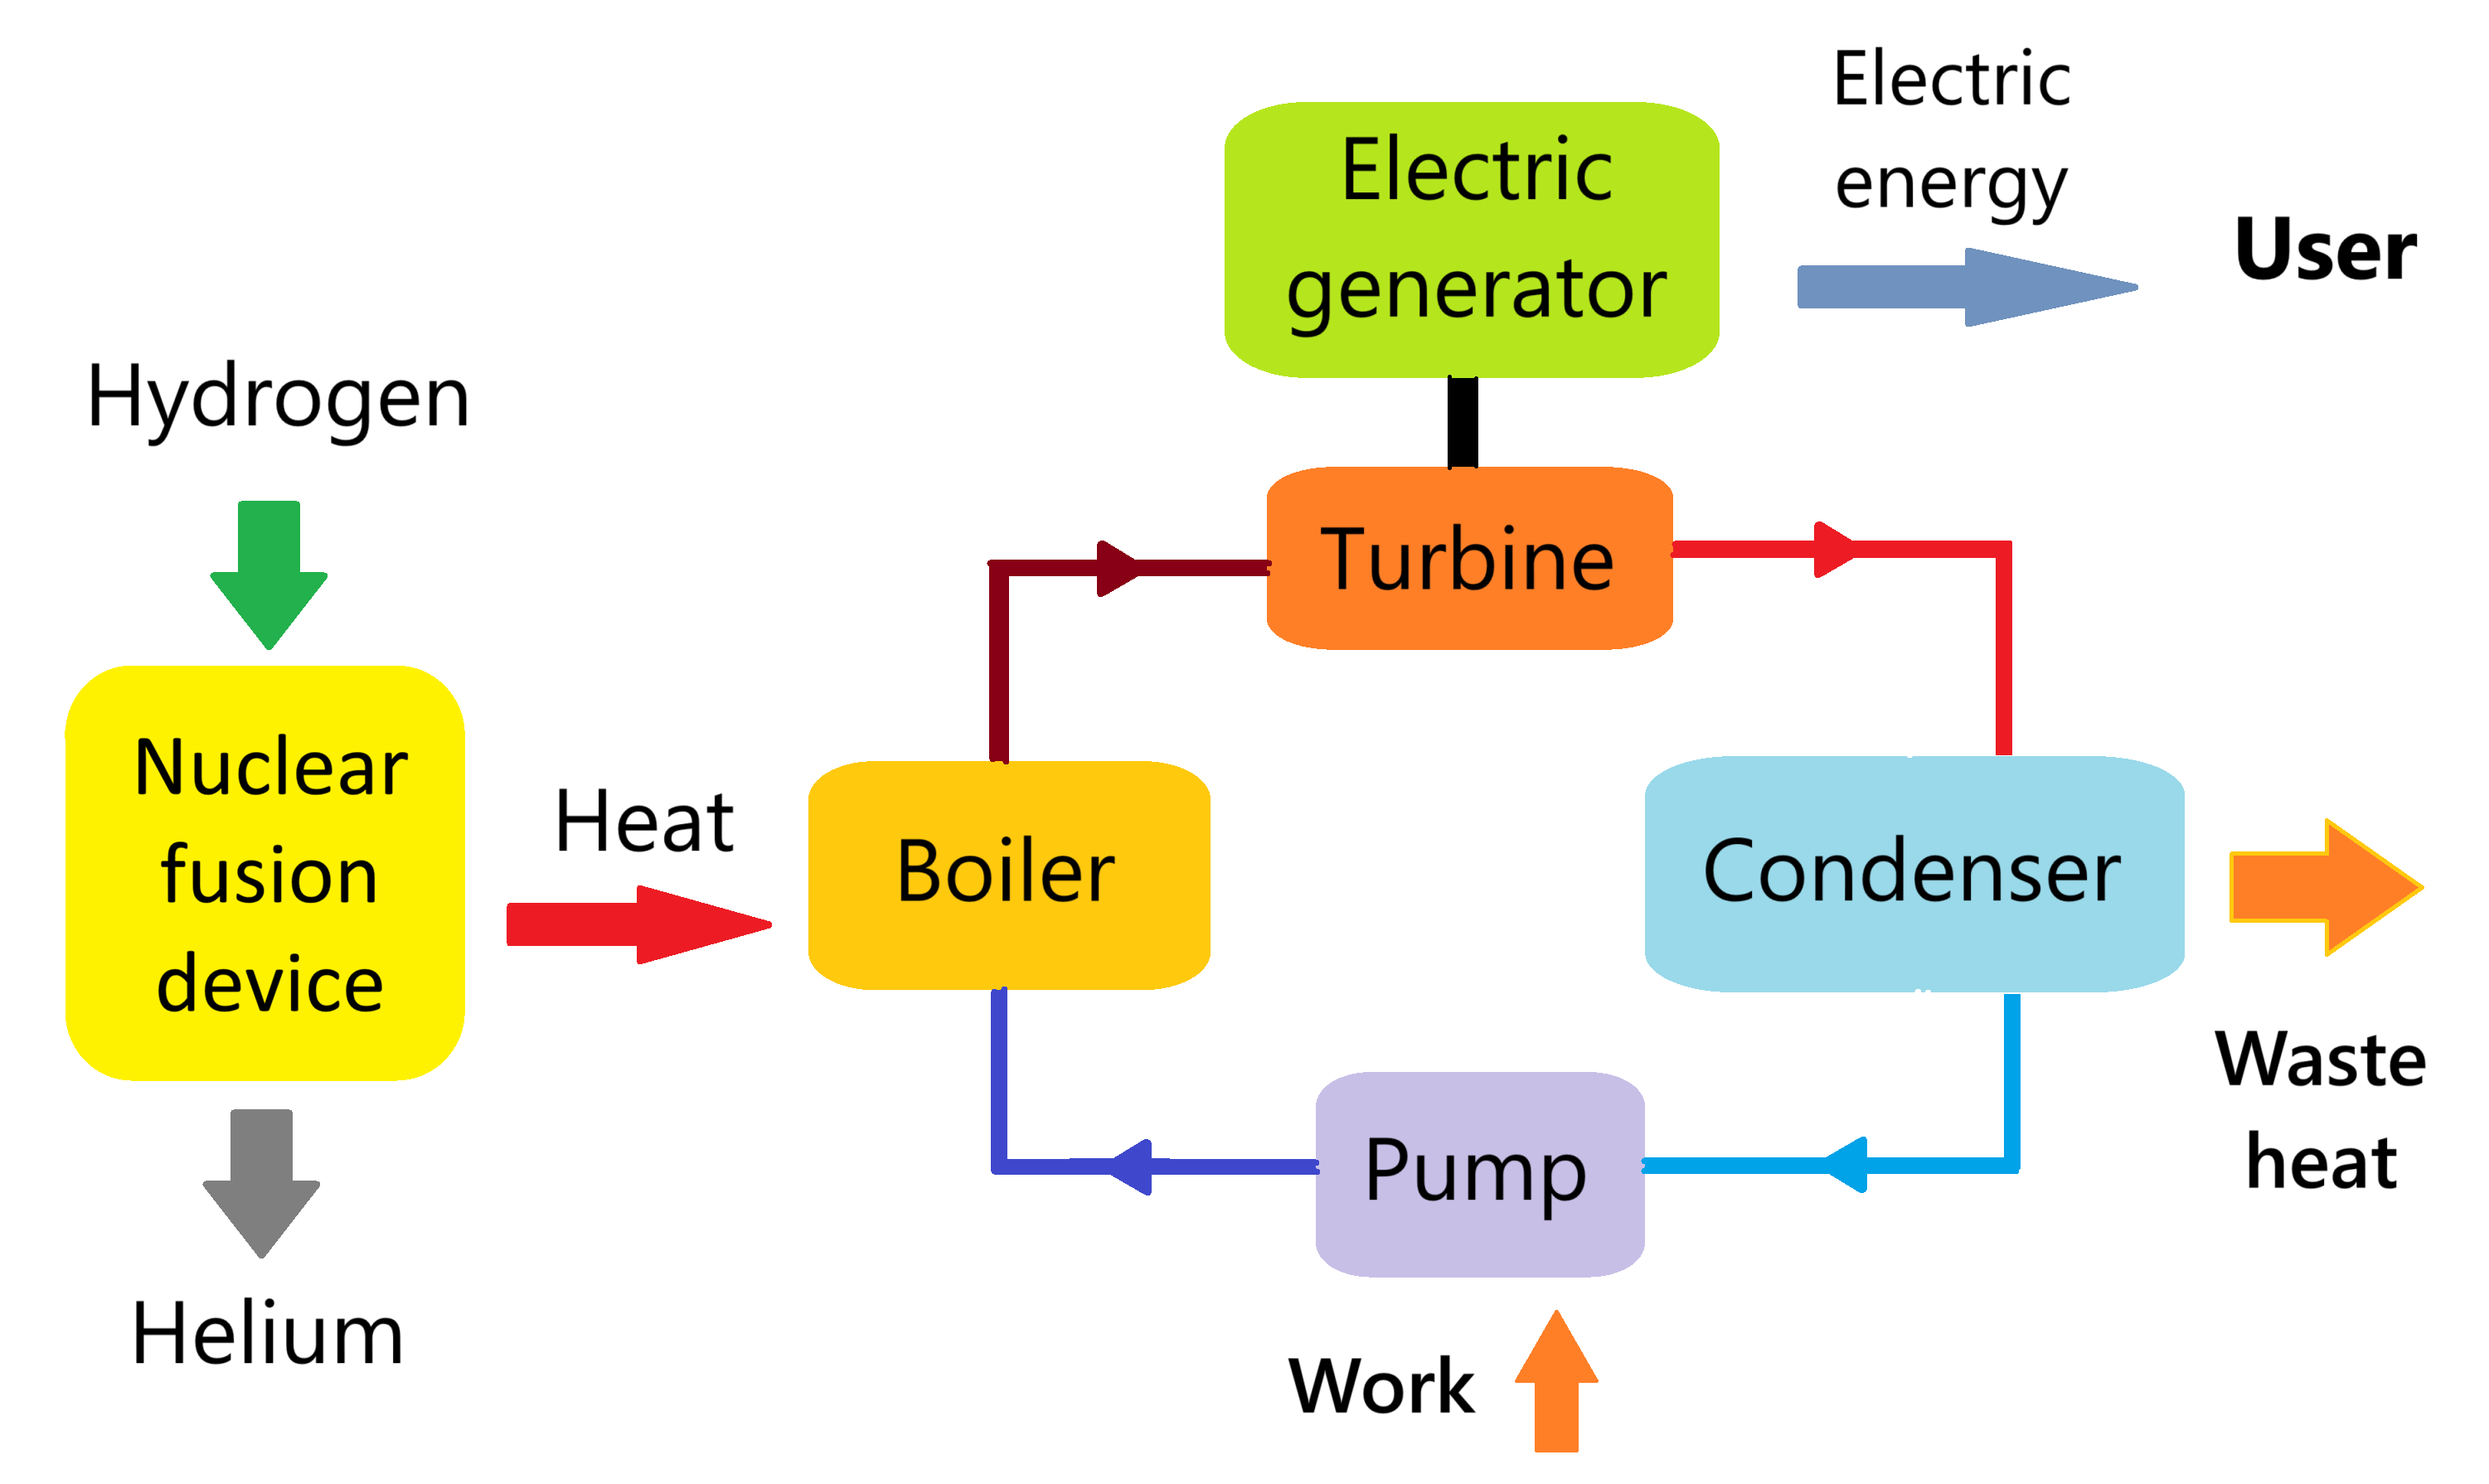 Electric
energy
Electric
generator
User
Hydrogen
Turbine
Nuclear
fusion
device
Heat
Boiler
Condenser
Waste
heat
Pump
Helium
Work